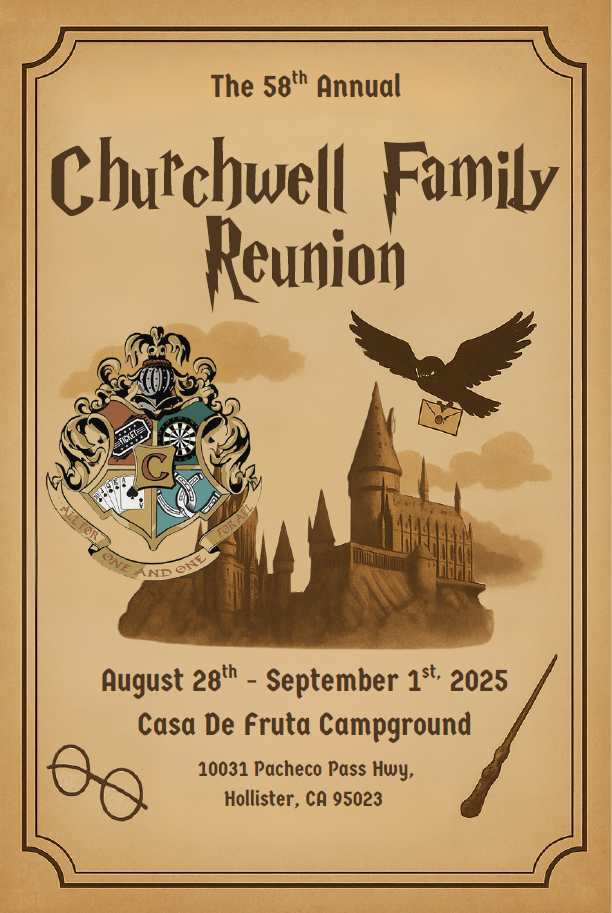 The 58th Annual
Churchwell Family
Reunion
TICKET
C
A
ALL FOR
ONE AND ONE
FOR ALL
August 28th - September 1st, 2025
Casa De Fruta Campground
10031 Pacheco Pass Hwy,
Hollister, CA 95023